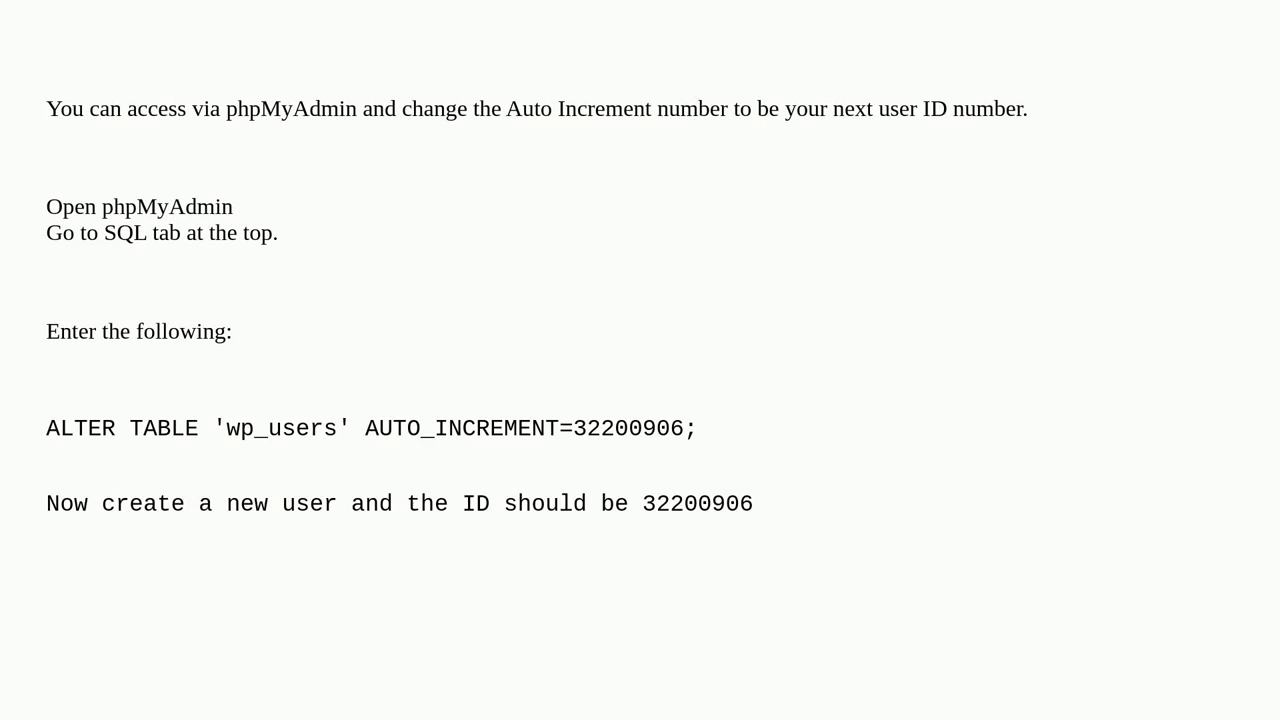 You can access via phpMyAdmin and change the Auto Increment number to be your next user ID number.
Open phpMyAdmin
Go to SQL tab at the top.
Enter the following:
ALTER TABLE 'wp_users' AUTO_INCREMENT=32200906;
Now create a new user and the ID should be 32200906